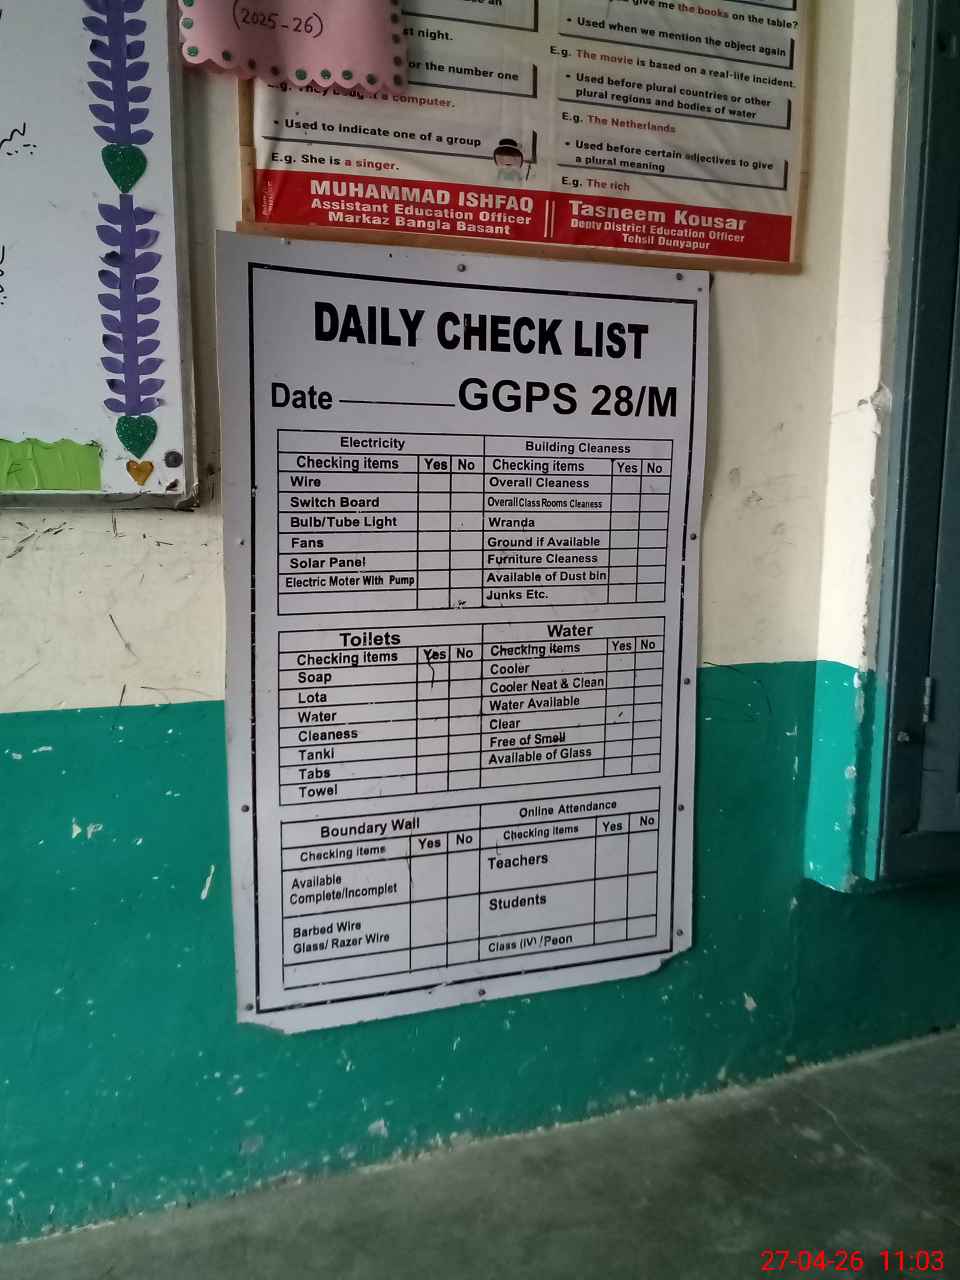 (2025-26)
st night.
or the number one
a computer.
• Used to indicate one of a group
E.g. She is a singer.
give me the books on the table?
• Used when we mention the object again
E.g. The movie is based on a real-life incident.
• Used before plural countries or other
plural regions and bodies of water
E.g. The Netherlands
• Used before certain adjectives to give
a plural meaning
E.g. The rich
MUHAMMAD ISHFAQ
Assistant Education Officer
Markaz Bangla Basant
Tasneem Kousar
Depty District Education Officer
Tehsil Dunyapur
DAILY CHECK LIST
Date GGPS 28/M
Electricity
Checking items Yes No
Wire
Switch Board
Bulb/Tube Light
Fans
Solar Panel
Electric Moter With Pump
Building Cleaness
Checking items Yes No
Overall Cleaness
Overall Class Rooms Cleaness
Wranda
Ground if Available
Furniture Cleaness
Available of Dust bin
Junks Etc.
Toilets
Checking items Yes No
Soap
Lota
Water
Cleaness
Tanki
Tabs
Towel
Water
Checking items Yes No
Cooler
Cooler Neat & Clean
Water Available
Clear
Free of Smell
Available of Glass
Boundary Wall
Checking items Yes No
Available
Complete/Incomplet
Barbed Wire
Glass/ Razer Wire
Online Attendance
Checking items Yes No
Teachers
Students
Class (IV) /Peon
27-04-26 11:03